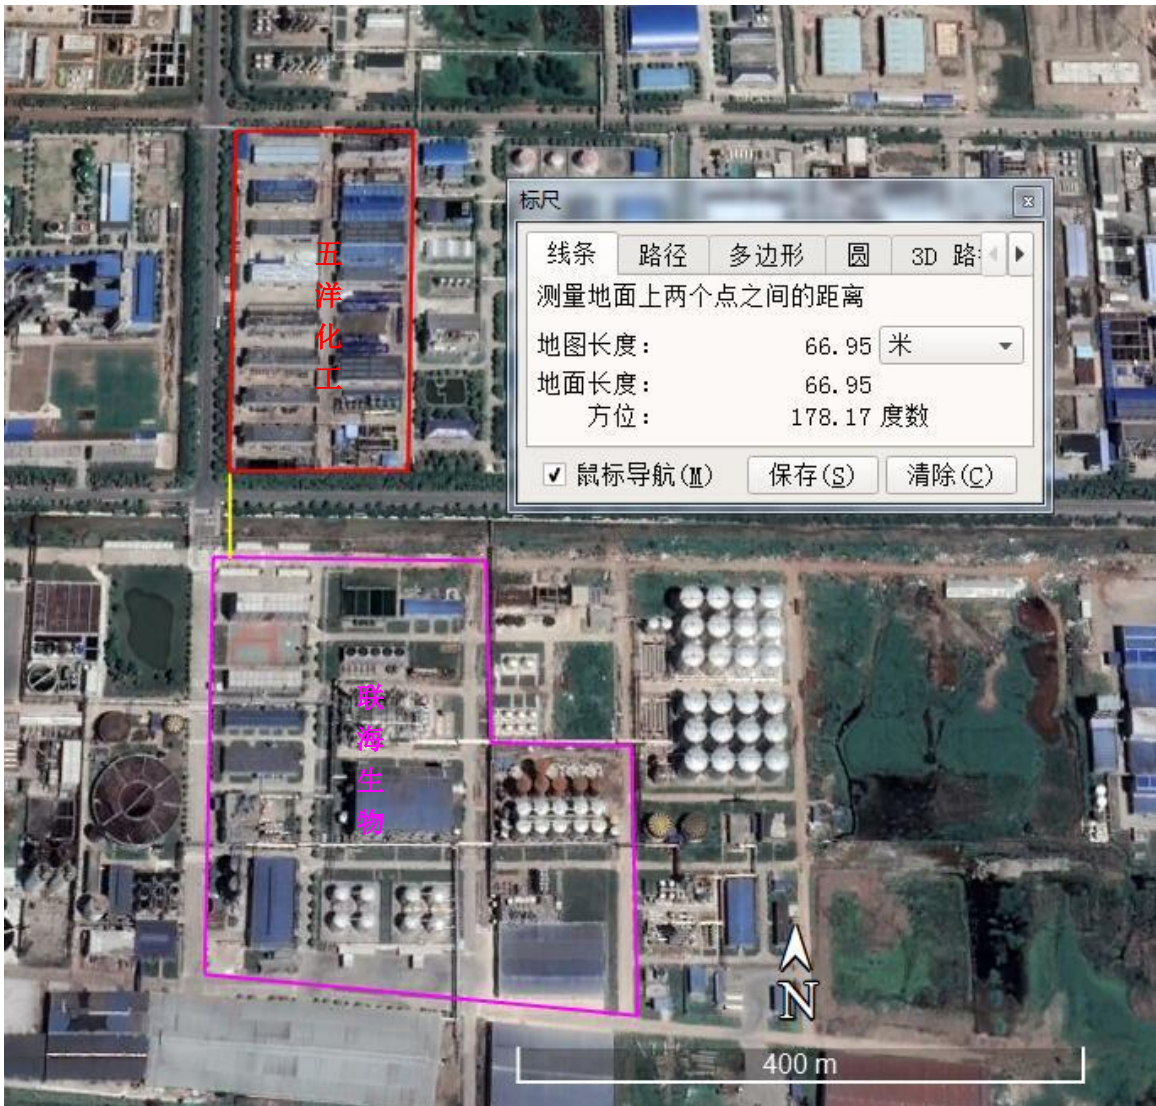 标尺
线条 路径 多边形 圆 3D 路
测量地面上两个点之间的距离
地图长度： 66.95 米
地面长度： 66.95
方位： 178.17 度数
鼠标导航(M) 保存(S) 清除(C)
五洋化工
联海生物
N
400 m